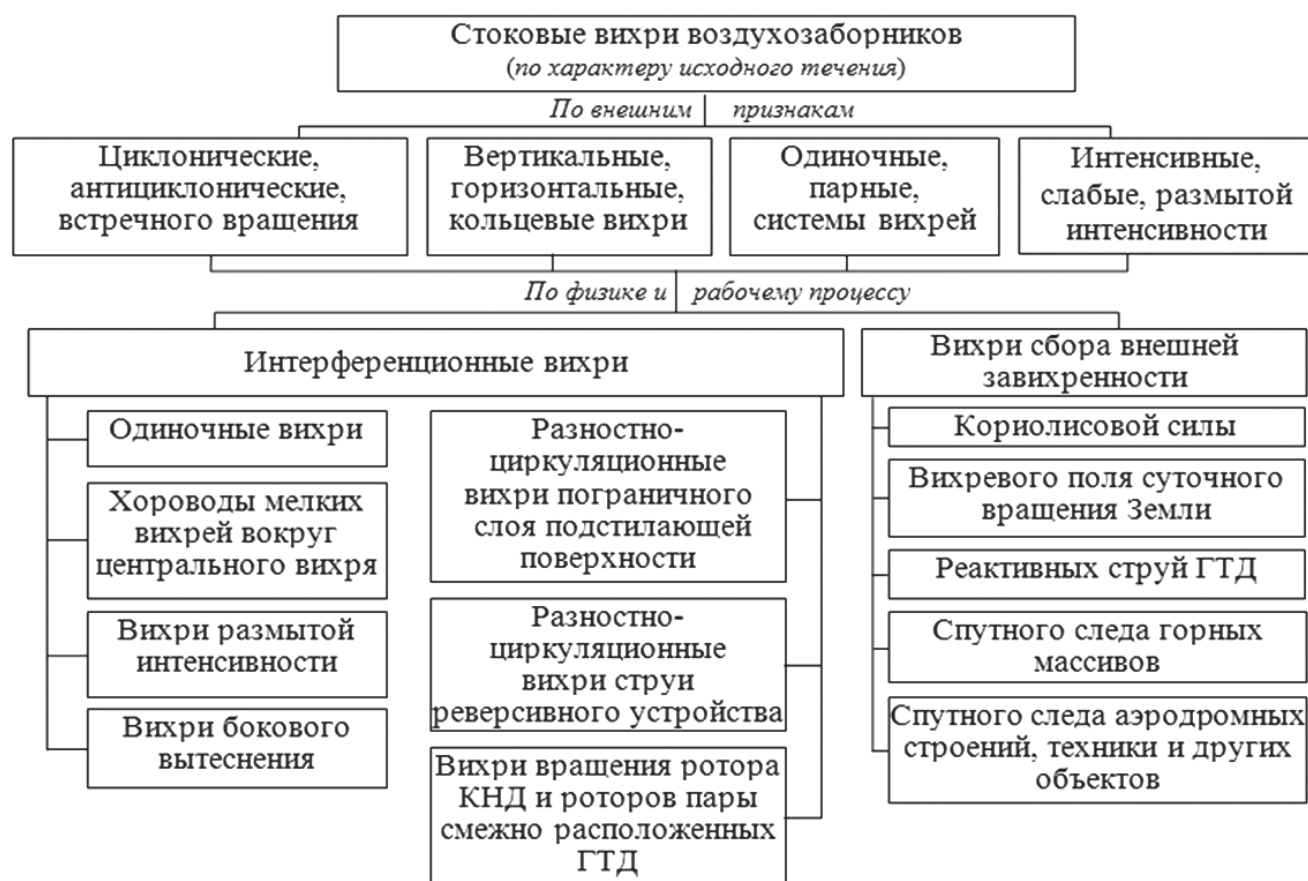 Стоковые вихри воздухозаборников
(по характеру исходного течения)
По внешним признакам
Циклонические,
антициклонические,
встречного вращения
Вертикальные,
горизонтальные,
кольцевые вихри
Одиночные,
парные,
системы вихрей
Интенсивные,
слабые, размытой
интенсивности
По физике и рабочему процессу
Интерференционные вихри
Одиночные вихри
Хороводы мелких
вихрей вокруг
центрального вихря
Вихри размытой
интенсивности
Вихри бокового
вытеснения
Разностно-
циркуляционные
вихри пограничного
слоя подстилающей
поверхности
Разностно-
циркуляционные
вихри струи
реверсивного устройства
Вихри вращения ротора
КНД и роторов пары
смежно расположенных
ГТД
Вихри сбора внешней
завихренности
Кориолисовой силы
Вихревого поля суточного
вращения Земли
Реактивных струй ГТД
Спутного следа горных
массивов
Спутного следа аэродромных
строений, техники и других
объектов